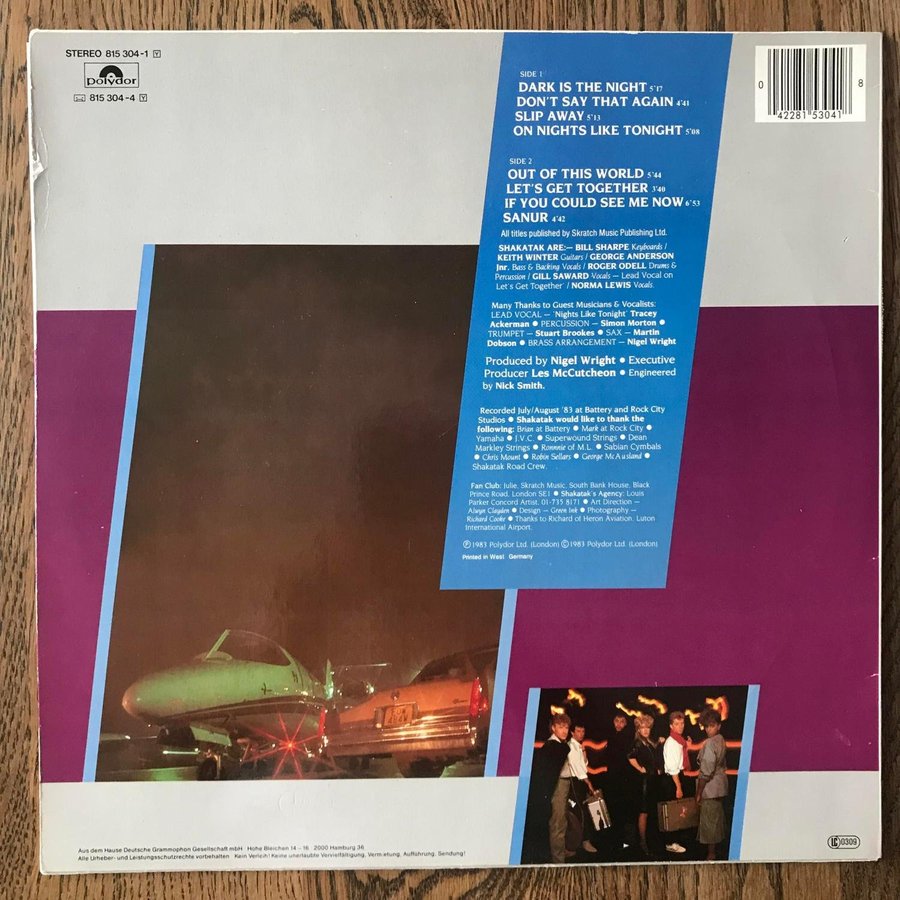 STEREO 815 304-1 Y
polydor
815 304-4 Y
0
42281 53041
8
SIDE 1
DARK IS THE NIGHT 5'17
DON'T SAY THAT AGAIN 4'41
SLIP AWAY 5'13
ON NIGHTS LIKE TONIGHT 5'08
SIDE 2
OUT OF THIS WORLD 5'44
LET'S GET TOGETHER 3'40
IF YOU COULD SEE ME NOW 6'53
SANUR 4'42
All titles published by Skratch Music Publishing Ltd.
SHAKATAK ARE:— BILL SHARPE Keyboards /
KEITH WINTER Guitars / GEORGE ANDERSON
Jnr. Bass & Backing Vocals / ROGER ODELL Drums &
Percussion / GILL SAWARD Vocals — Lead Vocal on
Let's Get Together' / NORMA LEWIS Vocals.
Many Thanks to Guest Musicians & Vocalists:
LEAD VOCAL — 'Nights Like Tonight' Tracey
Ackerman ● PERCUSSION — Simon Morton ●
TRUMPET — Stuart Brookes ● SAX — Martin
Dobson ● BRASS ARRANGEMENT — Nigel Wright
Produced by Nigel Wright ● Executive
Producer Les McCutcheon ● Engineered
by Nick Smith.
Recorded July/August '83 at Battery and Rock City
Studios ● Shakatak would like to thank the
following: Brian at Battery ● Mark at Rock City ●
Yamaha ● J.V.C. ● Superwound Strings ● Dean
Markley Strings ● Ronnie of M.L. ● Sabian Cymbals
● Chris Mount ● Robin Sellars ● George McAusland ●
Shakatak Road Crew.
Fan Club: Julie, Skratch Music, South Bank House, Black
Prince Road, London SE1 ● Shakatak's Agency: Louis
Parker Concord Artist. 01-735 8171 ● Art Direction —
Alwyn Clayden ● Design — Green Ink ● Photography —
Richard Cooke ● Thanks to Richard of Heron Aviation, Luton
International Airport.
Ⓟ1983 Polydor Ltd. (London) ©1983 Polydor Ltd. (London)
Printed in West Germany
Aus dem Hause Deutsche Grammophon Gesellschaft mbH Hohe Bleichen 14 – 16 2000 Hamburg 36
Alle Urheber- und Leistungsschutzrechte vorbehalten Kein Verleih! Keine unerlaubte Vervielfältigung, Vermietung, Aufführung, Sendung!
LC 0309